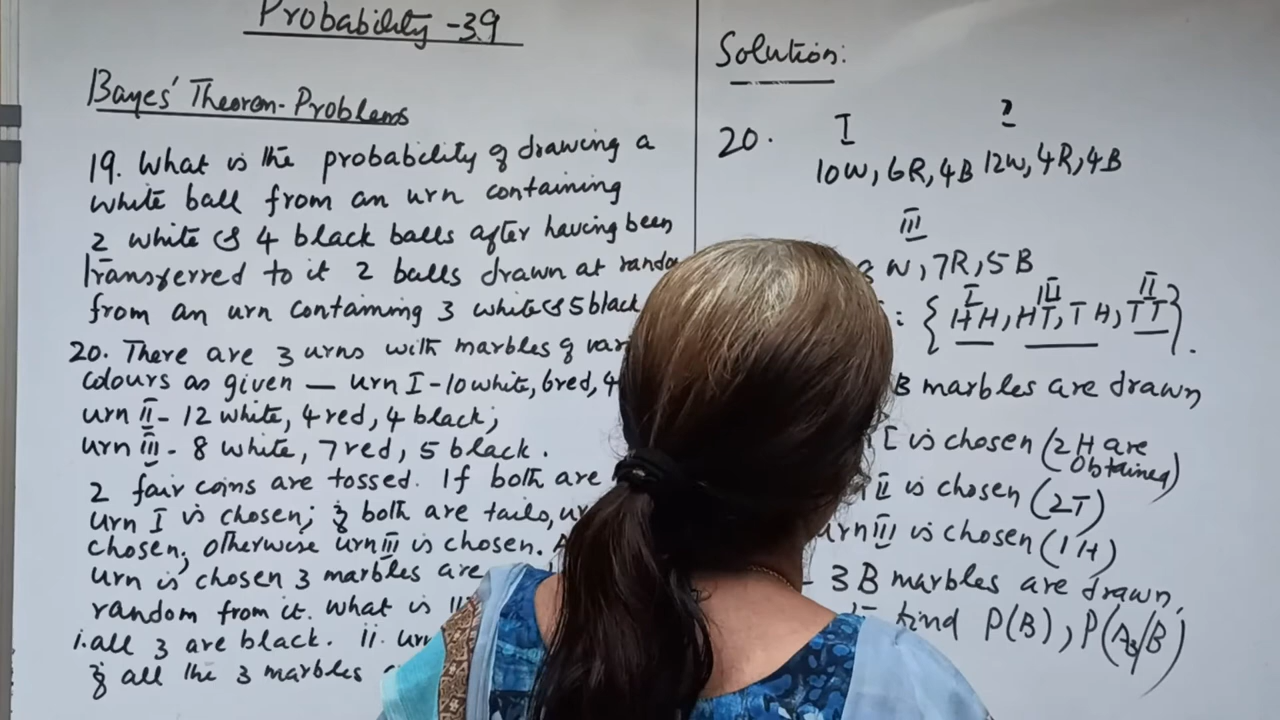 Probability -39
Bayes' Theorem-Problems
19. What is the probability of drawing a
white ball from an urn containing
2 white & 4 black balls after having been
transferred to it 2 balls drawn at
from an urn containing 3 white & 5 black
20. There are 3 urns with marbles of
colours as given — urn I - 10 white, 6 red, 4
urn II - 12 white, 4 red, 4 black;
urn III - 8 white, 7 red, 5 black.
2 fair coins are tossed. If both are
urn I is chosen; if both are tails,
chosen, otherwise urn III is chosen.
urn is chosen 3 marbles are
random from it. What is
i. all 3 are black. ii.
if all the 3 marbles
Solution:
20.
I
10W, 6R, 4B 12W, 4R, 4B
III
W, 7R, 5B
I III II
: {HH, HT, TH, TT}.
B marbles are drawn
I is chosen (2H are
Obtained)
II is chosen (2T)
urn III is chosen (1H)
- 3 B marbles are drawn,
find P(B), P(A3/B)